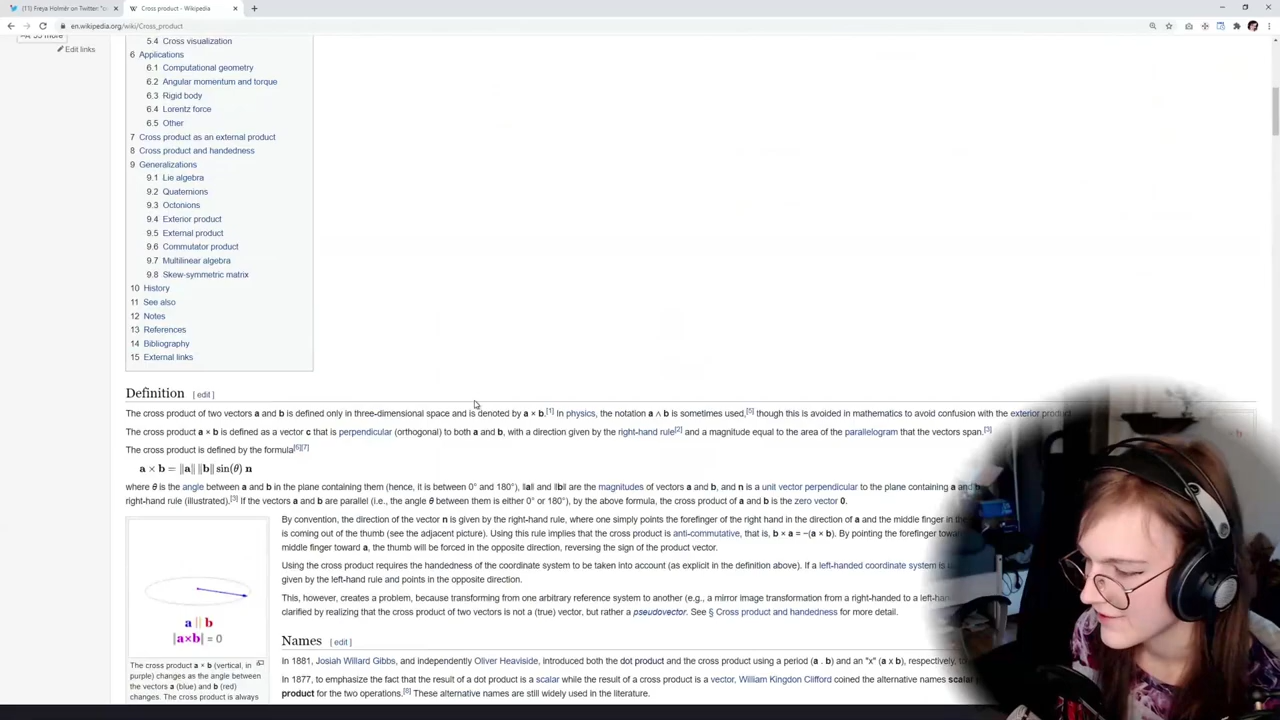 (11) Freya Holmér on Twitter: "c
Cross product - Wikipedia
en.wikipedia.org/wiki/Cross_product
Edit links
5.4 Cross visualization
6 Applications
6.1 Computational geometry
6.2 Angular momentum and torque
6.3 Rigid body
6.4 Lorentz force
6.5 Other
7 Cross product as an external product
8 Cross product and handedness
9 Generalizations
9.1 Lie algebra
9.2 Quaternions
9.3 Octonions
9.4 Exterior product
9.5 External product
9.6 Commutator product
9.7 Multilinear algebra
9.8 Skew-symmetric matrix
10 History
11 See also
12 Notes
13 References
14 Bibliography
15 External links
Definition [ edit ]
The cross product of two vectors a and b is defined only in three-dimensional space and is denoted by a × b.[1] In physics, the notation a ∧ b is sometimes used,[5] though this is avoided in mathematics to avoid confusion with the exterior product.
The cross product a × b is defined as a vector c that is perpendicular (orthogonal) to both a and b, with a direction given by the right-hand rule[2] and a magnitude equal to the area of the parallelogram that the vectors span.[3]
The cross product is defined by the formula[6][7]
a × b = ‖a‖ ‖b‖ sin(θ) n
where θ is the angle between a and b in the plane containing them (hence, it is between 0° and 180°), ‖a‖ and ‖b‖ are the magnitudes of vectors a and b, and n is a unit vector perpendicular to the plane containing a and
right-hand rule (illustrated).[3] If the vectors a and b are parallel (i.e., the angle θ between them is either 0° or 180°), by the above formula, the cross product of a and b is the zero vector 0.
By convention, the direction of the vector n is given by the right-hand rule, where one simply points the forefinger of the right hand in the direction of a and the middle finger in the
is coming out of the thumb (see the adjacent picture). Using this rule implies that the cross product is anti-commutative, that is, b × a = −(a × b). By pointing the forefinger toward
middle finger toward a, the thumb will be forced in the opposite direction, reversing the sign of the product vector.
Using the cross product requires the handedness of the coordinate system to be taken into account (as explicit in the definition above). If a left-handed coordinate system is
given by the left-hand rule and points in the opposite direction.
This, however, creates a problem, because transforming from one arbitrary reference system to another (e.g., a mirror image transformation from a right-handed to a left-
clarified by realizing that the cross product of two vectors is not a (true) vector, but rather a pseudovector. See § Cross product and handedness for more detail.
a || b
|a×b| = 0
The cross product a × b (vertical, in
purple) changes as the angle between
the vectors a (blue) and b (red)
changes. The cross product is always
Names [ edit ]
In 1881, Josiah Willard Gibbs, and independently Oliver Heaviside, introduced both the dot product and the cross product using a period (a . b) and an "x" (a x b), respectively,
In 1877, to emphasize the fact that the result of a dot product is a scalar while the result of a cross product is a vector, William Kingdon Clifford coined the alternative names scalar
product for the two operations.[8] These alternative names are still widely used in the literature.